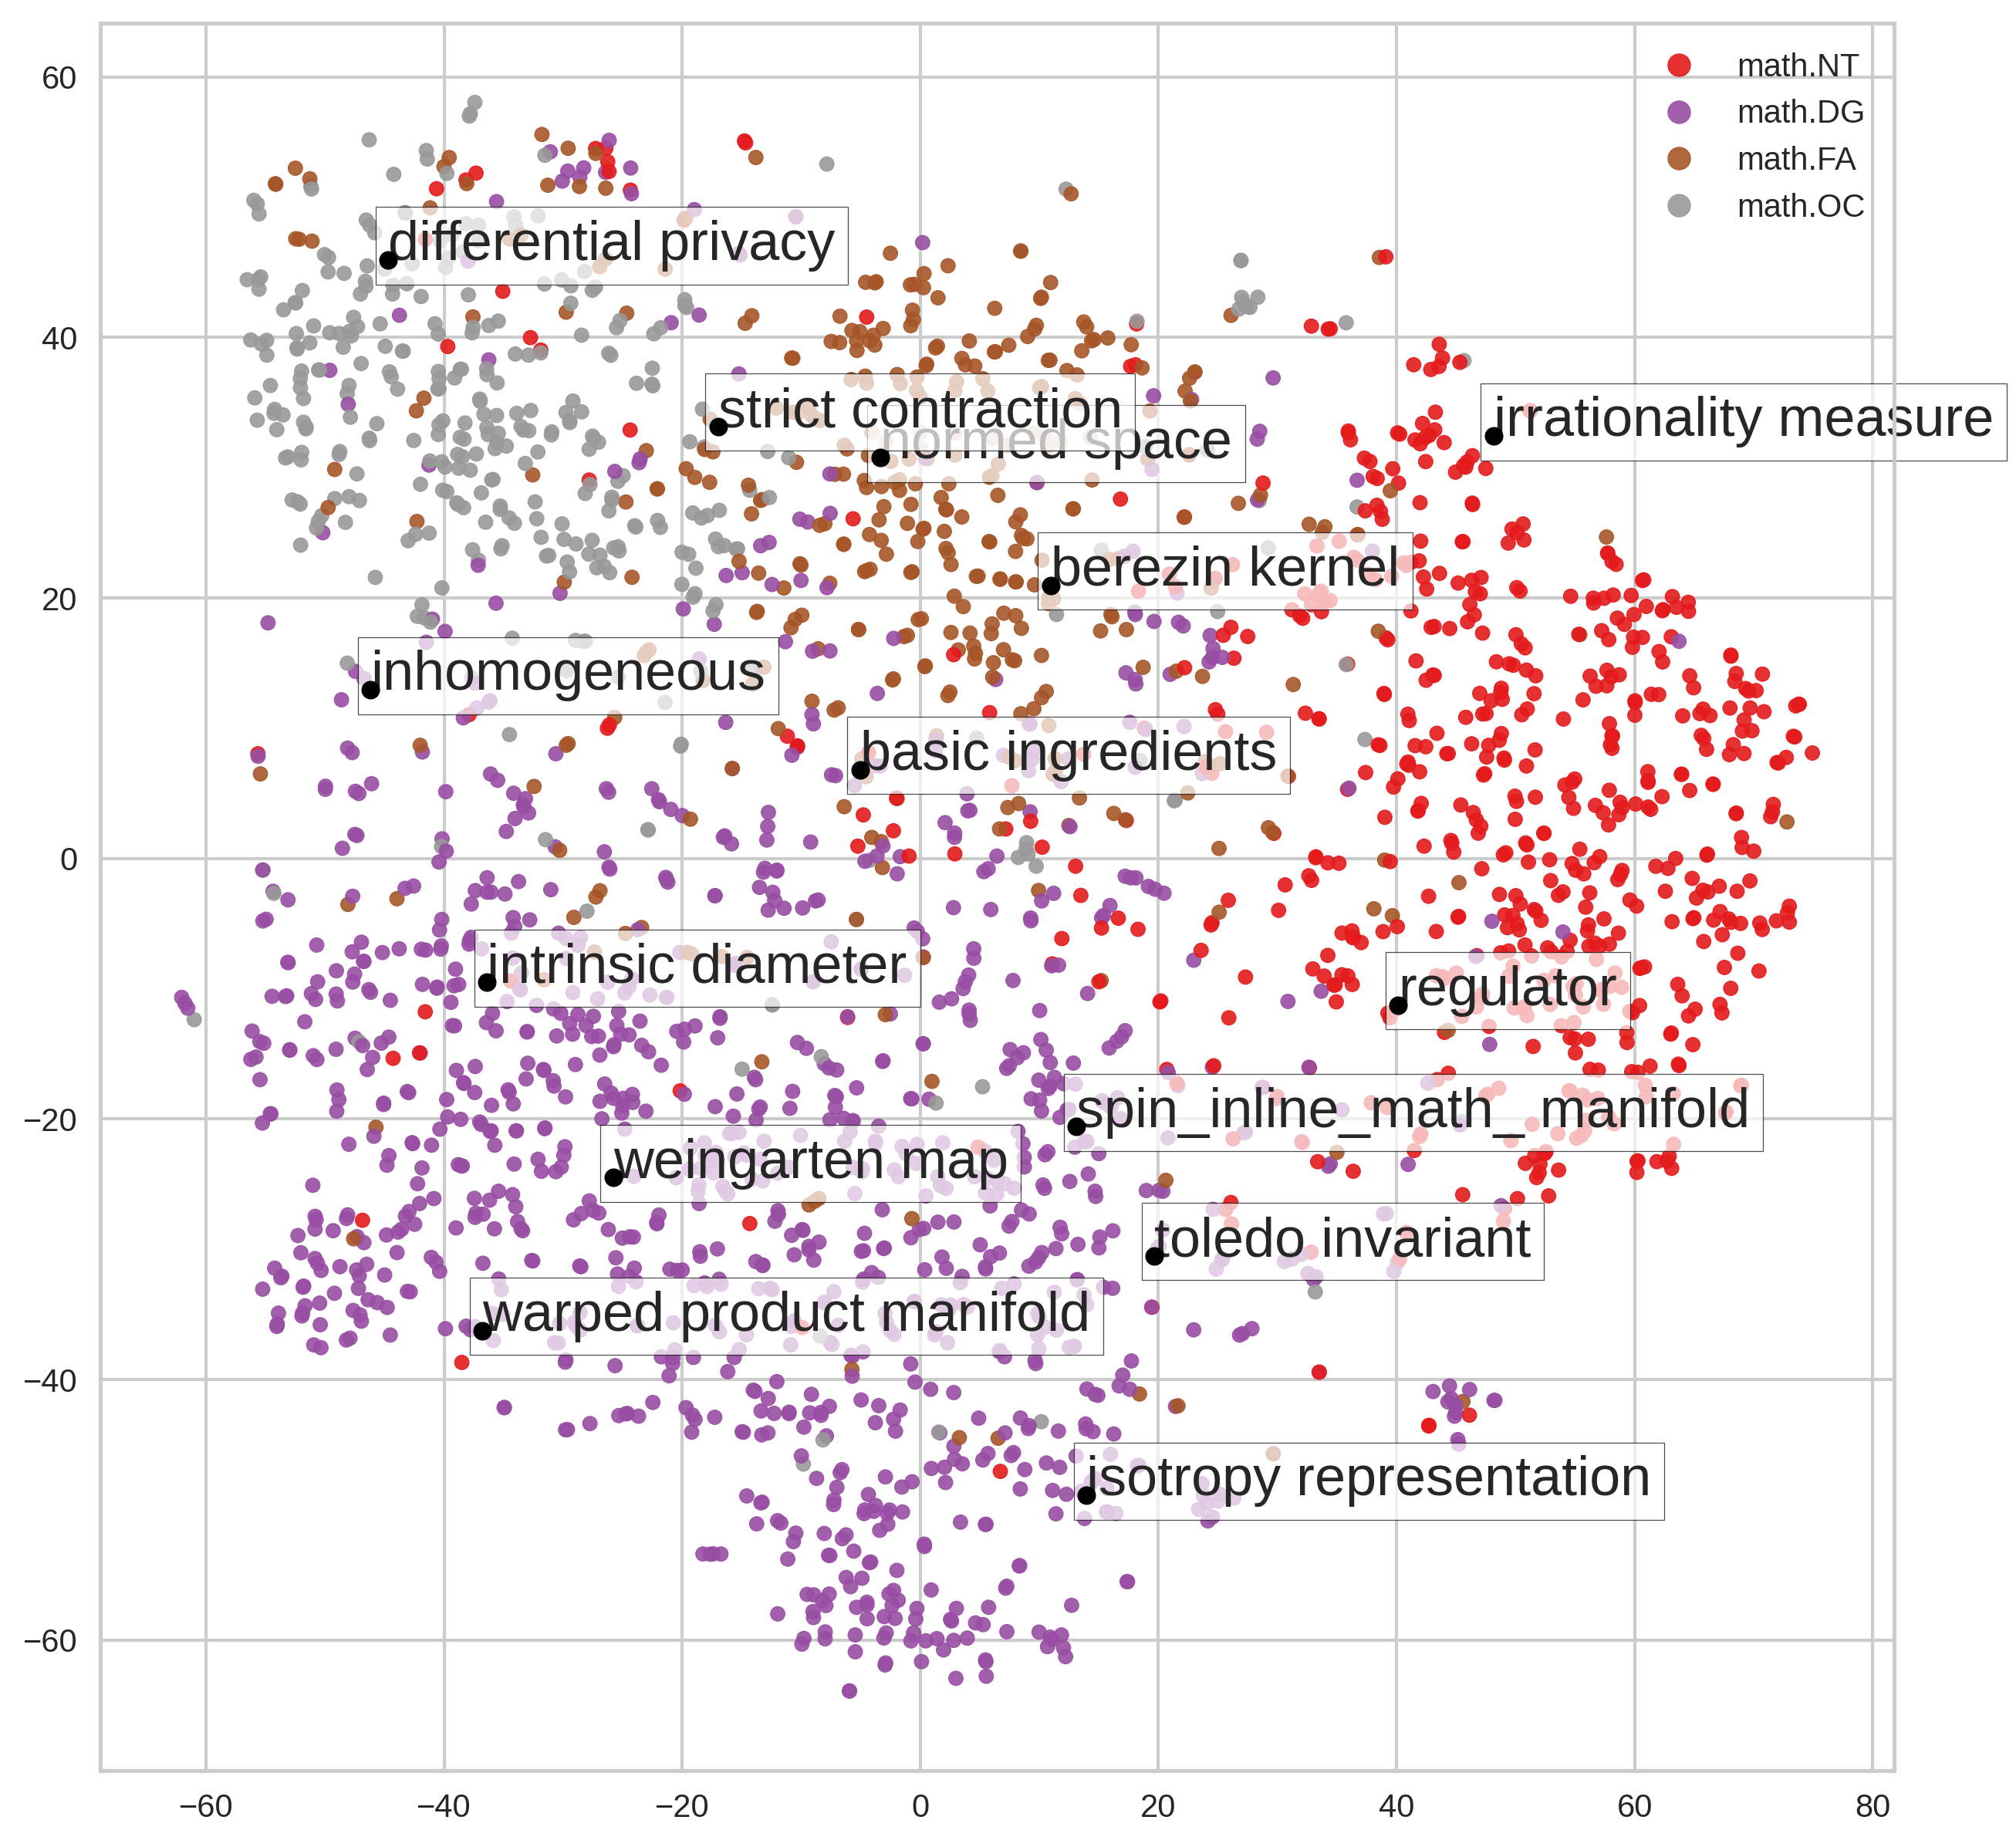 60
40
20
0
−20
−40
−60
−60
−40
−20
0
20
40
60
80
math.NT
math.DG
math.FA
math.OC
differential privacy
strict contraction
normed space
irrationality measure
berezin kernel
inhomogeneous
basic ingredients
intrinsic diameter
regulator
spin_inline_math_ manifold
weingarten map
toledo invariant
warped product manifold
isotropy representation